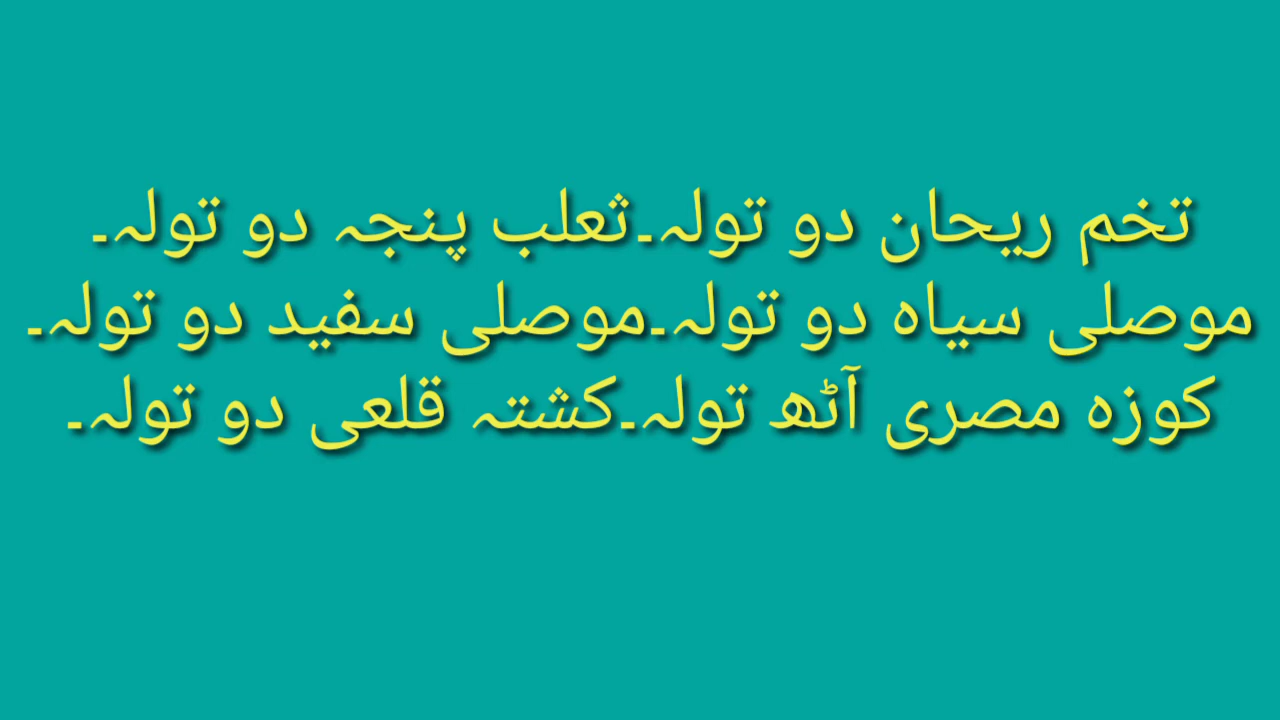 تخم ریحان دو تولہ۔ثعلب پنجہ دو تولہ۔
موصلی سیاہ دو تولہ۔موصلی سفید دو تولہ۔
کوزہ مصری آٹھ تولہ۔کشتہ قلعی دو تولہ۔